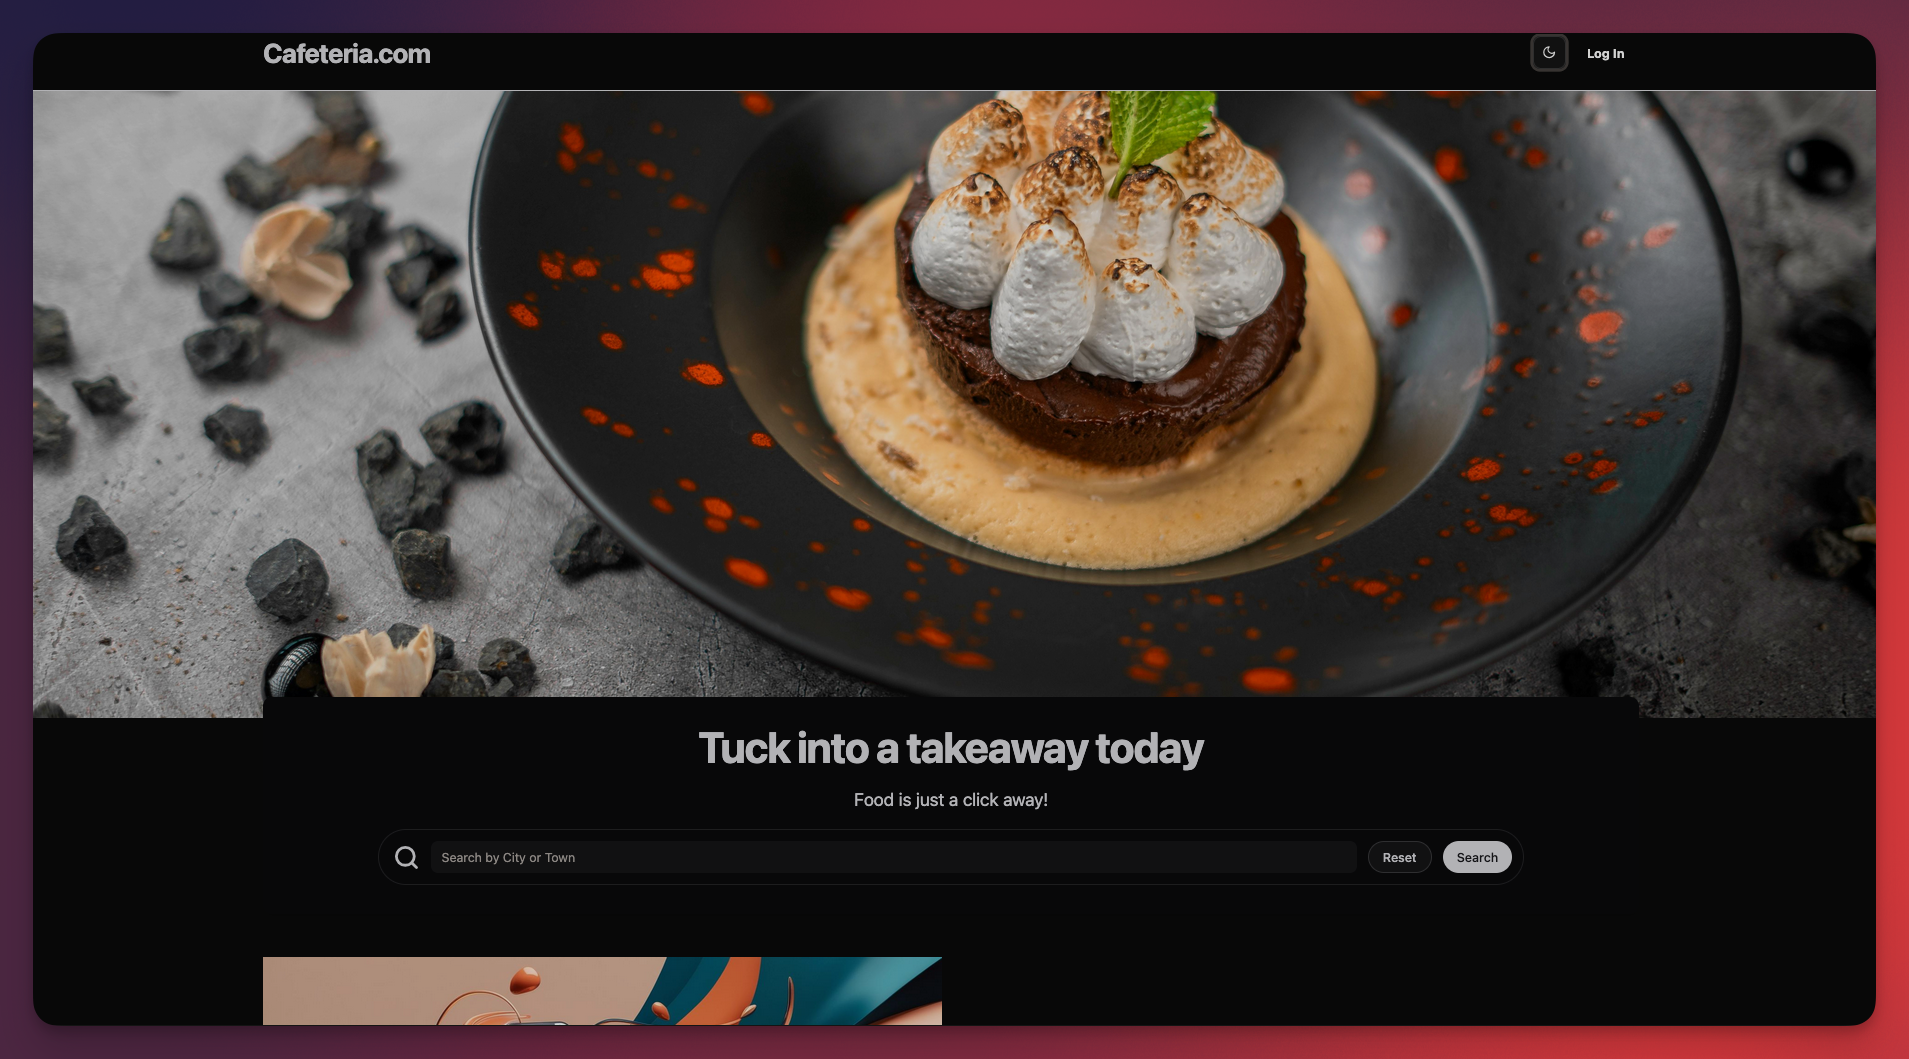 Cafeteria.com
Log In
Tuck into a takeaway today
Food is just a click away!
Search by City or Town
Reset
Search